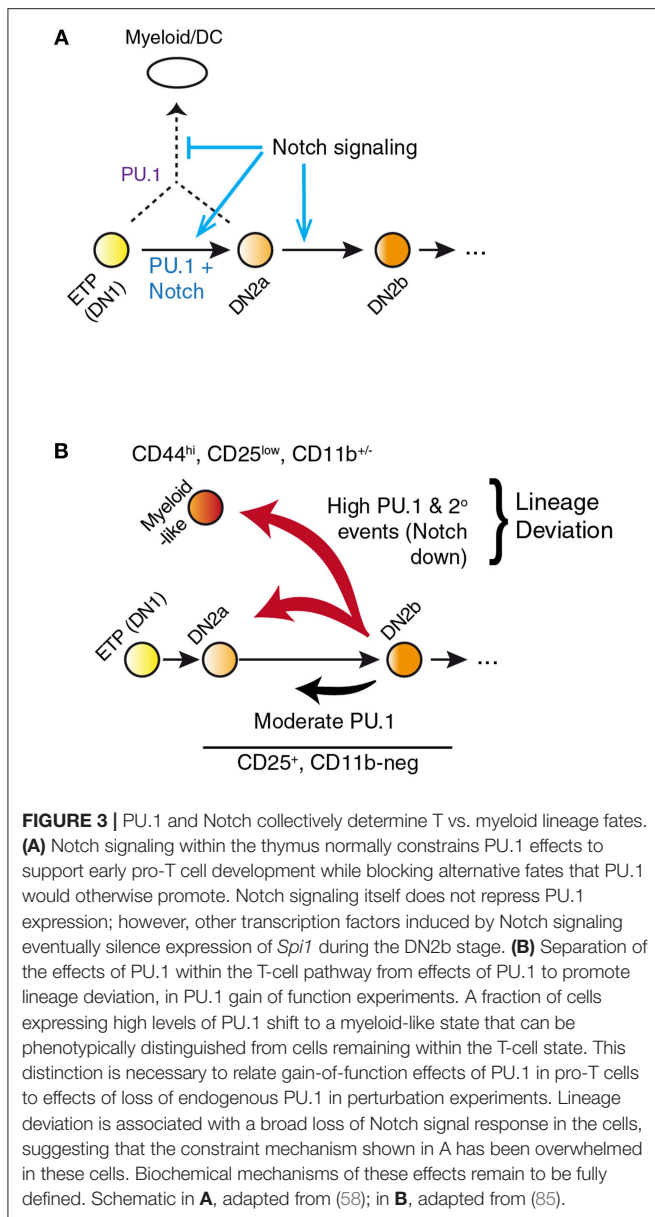 A
Myeloid/DC
Notch signaling
PU.1
ETP
(DN1)
PU.1 +
Notch
DN2a
DN2b
...
B
CD44hi, CD25low, CD11b+/-
Myeloid
-like
High PU.1 & 2o
events (Notch
down)
}
Lineage
Deviation
ETP (DN1)
DN2a
DN2b
...
Moderate PU.1
CD25+, CD11b-neg
FIGURE 3 | PU.1 and Notch collectively determine T vs. myeloid lineage fates.
(A) Notch signaling within the thymus normally constrains PU.1 effects to
support early pro-T cell development while blocking alternative fates that PU.1
would otherwise promote. Notch signaling itself does not repress PU.1
expression; however, other transcription factors induced by Notch signaling
eventually silence expression of Spi1 during the DN2b stage. (B) Separation of
the effects of PU.1 within the T-cell pathway from effects of PU.1 to promote
lineage deviation, in PU.1 gain of function experiments. A fraction of cells
expressing high levels of PU.1 shift to a myeloid-like state that can be
phenotypically distinguished from cells remaining within the T-cell state. This
distinction is necessary to relate gain-of-function effects of PU.1 in pro-T cells
to effects of loss of endogenous PU.1 in perturbation experiments. Lineage
deviation is associated with a broad loss of Notch signal response in the cells,
suggesting that the constraint mechanism shown in A has been overwhelmed
in these cells. Biochemical mechanisms of these effects remain to be fully
defined. Schematic in A, adapted from (58); in B, adapted from (85).